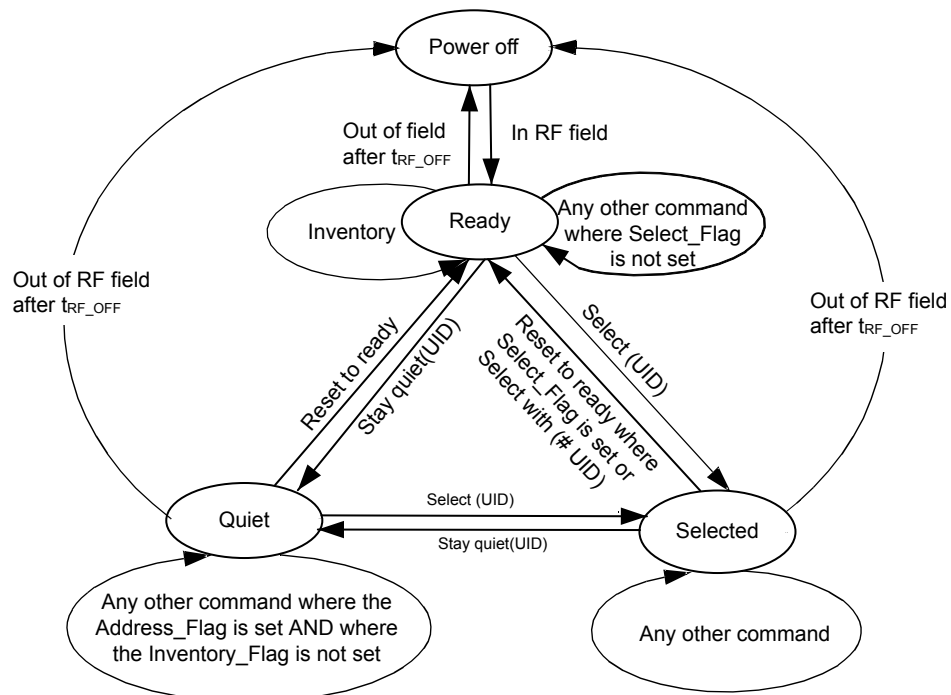 Power off
Out of field
after tRF_OFF
In RF field
Ready
Inventory
Any other command
where Select_Flag
is not set
Out of RF field
after tRF_OFF
Out of RF field
after tRF_OFF
Reset to ready
Stay quiet(UID)
Reset to ready where
Select_Flag is set or
Select with (# UID)
Select (UID)
Quiet
Select (UID)
Stay quiet(UID)
Selected
Any other command where the
Address_Flag is set AND where
the Inventory_Flag is not set
Any other command